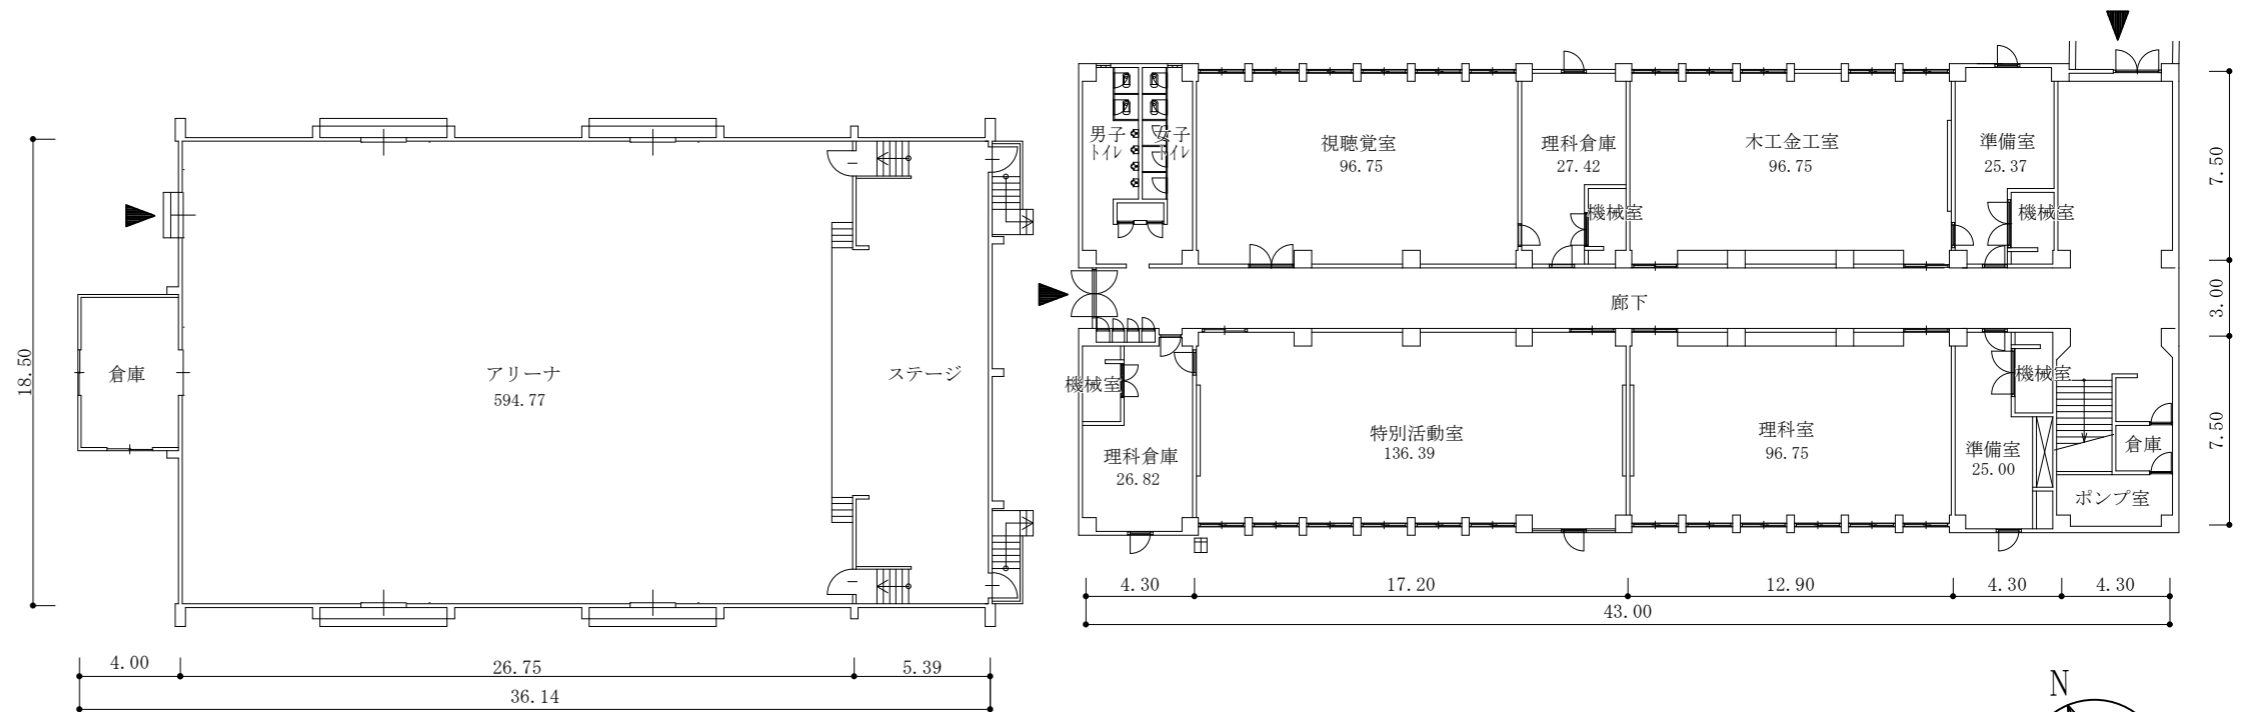 18.50
倉庫
アリーナ
594.77
ステージ
4.00
26.75
5.39
36.14
男子
トイレ
女子
トイレ
視聴覚室
96.75
理科倉庫
27.42
機械室
木工金工室
96.75
準備室
25.37
機械室
廊下
機械室
理科倉庫
26.82
特別活動室
136.39
理科室
96.75
機械室
準備室
25.00
倉庫
ポンプ室
7.50
3.00
7.50
4.30
17.20
12.90
4.30
4.30
43.00
N